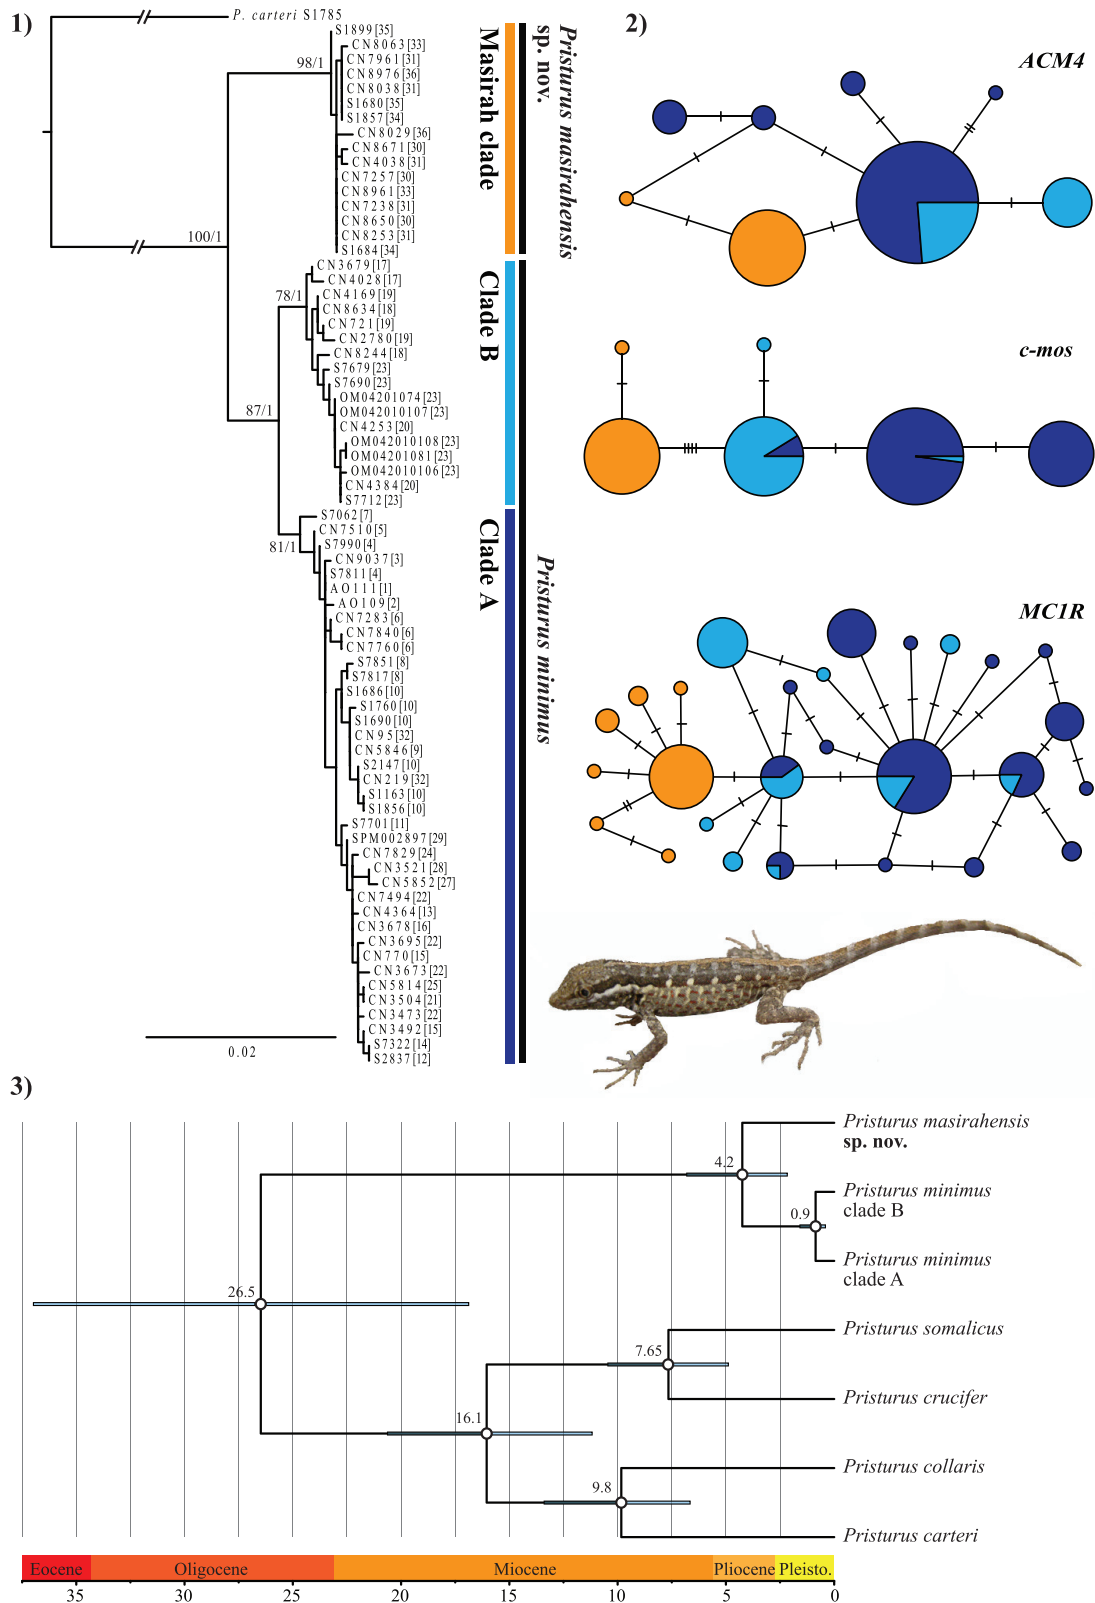 1)
P. carteri S1785
S1899 [35]
CN8063 [33]
CN7961 [31]
CN8976 [36]
CN8038 [31]
S1680 [35]
S1857 [34]
CN8029 [36]
CN8671 [30]
CN4038 [31]
CN7257 [30]
CN8961 [33]
CN7238 [31]
CN8650 [30]
CN8253 [31]
S1684 [34]
CN3679 [17]
CN4028 [17]
CN4169 [19]
CN8634 [18]
CN721 [19]
CN2780 [19]
CN8244 [18]
S7679 [23]
S7690 [23]
OM04201074 [23]
OM04201107 [23]
CN4253 [20]
OM042010108 [23]
OM04201081 [23]
OM042010106 [23]
CN4384 [20]
S7712 [23]
S7062 [7]
CN7510 [5]
S7990 [4]
CN9037 [3]
S7811 [4]
AO111 [1]
AO109 [2]
CN7283 [6]
CN7840 [6]
CN7760 [6]
S7851 [8]
S7817 [8]
S1686 [10]
S1760 [10]
S1690 [10]
CN95 [32]
CN5846 [9]
S2147 [10]
CN219 [32]
S1163 [10]
S1856 [10]
S7701 [11]
SPM002897 [29]
CN7829 [24]
CN3521 [28]
CN5852 [27]
CN7494 [22]
CN4364 [13]
CN3678 [16]
CN3695 [22]
CN770 [15]
CN3673 [22]
CN5814 [25]
CN3504 [21]
CN3473 [22]
CN3492 [15]
S7322 [14]
S2837 [12]
98/1
100/1
78/1
87/1
81/1
0.02
Masirah clade
Clade B
Clade A
Pristurus masirahensis
sp. nov.
Pristurus minimus
2)
ACM4
c-mos
MC1R
3)
Pristurus masirahensis
sp. nov.
4.2
Pristurus minimus
clade B
0.9
Pristurus minimus
clade A
26.5
Pristurus somalicus
7.65
Pristurus crucifer
16.1
Pristurus collaris
9.8
Pristurus carteri
Eocene Oligocene Miocene Pliocene Pleisto.
35 30 25 20 15 10 5 0